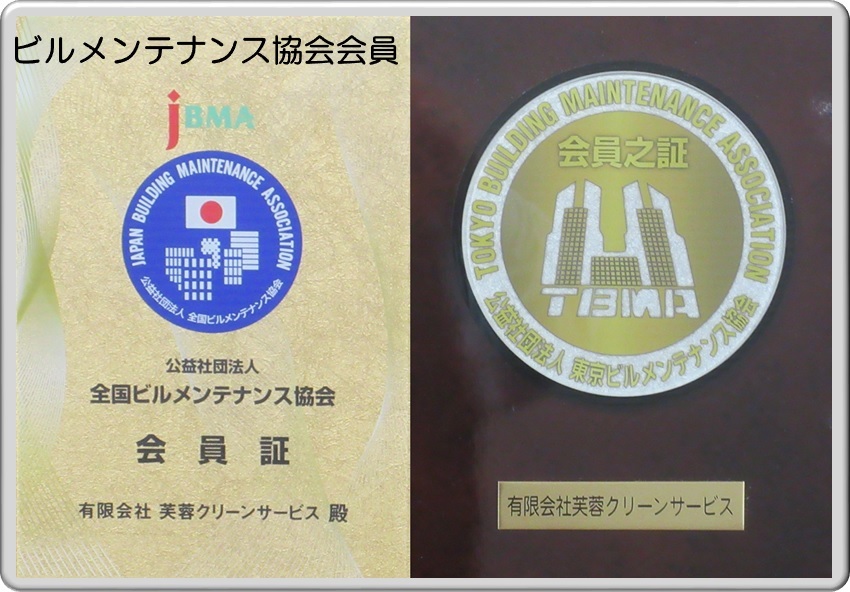 ビルメンテナンス協会会員
jBMA
JAPAN BUILDING MAINTENANCE ASSOCIATION
公益社団法人 全国ビルメンテナンス協会
公益社団法人
全国ビルメンテナンス協会
会員証
有限会社 芙蓉クリーンサービス 殿
TOKYO BUILDING MAINTENANCE ASSOCIATION
会員之証
TBMA
公益社団法人 東京ビルメンテナンス協会
有限会社芙蓉クリーンサービス